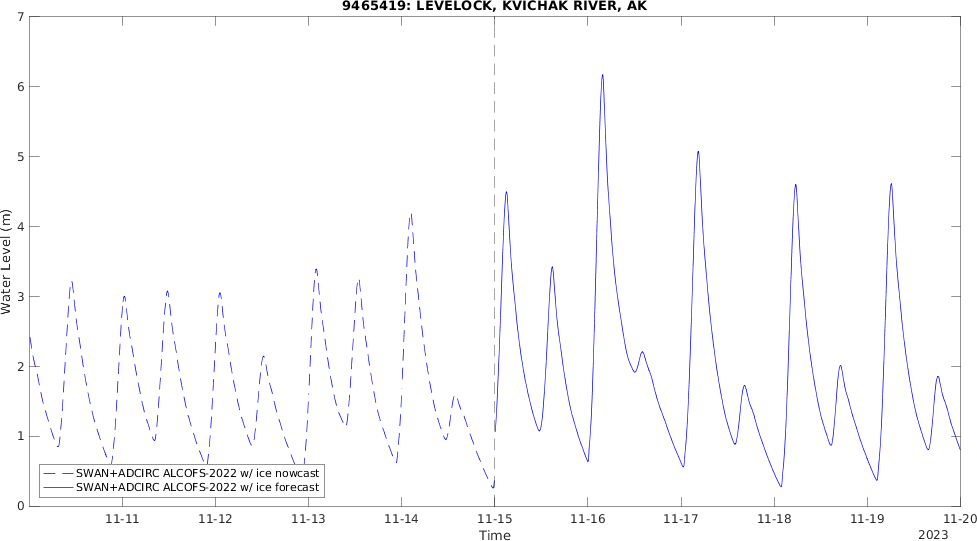 9465419: LEVELOCK, KVICHAK RIVER, AK
7
6
5
4
3
2
1
0
Water Level (m)
SWAN+ADCIRC ALCOFS-2022 w/ ice nowcast
SWAN+ADCIRC ALCOFS-2022 w/ ice forecast
11-11 11-12 11-13 11-14 11-15 11-16 11-17 11-18 11-19 11-20
Time
2023